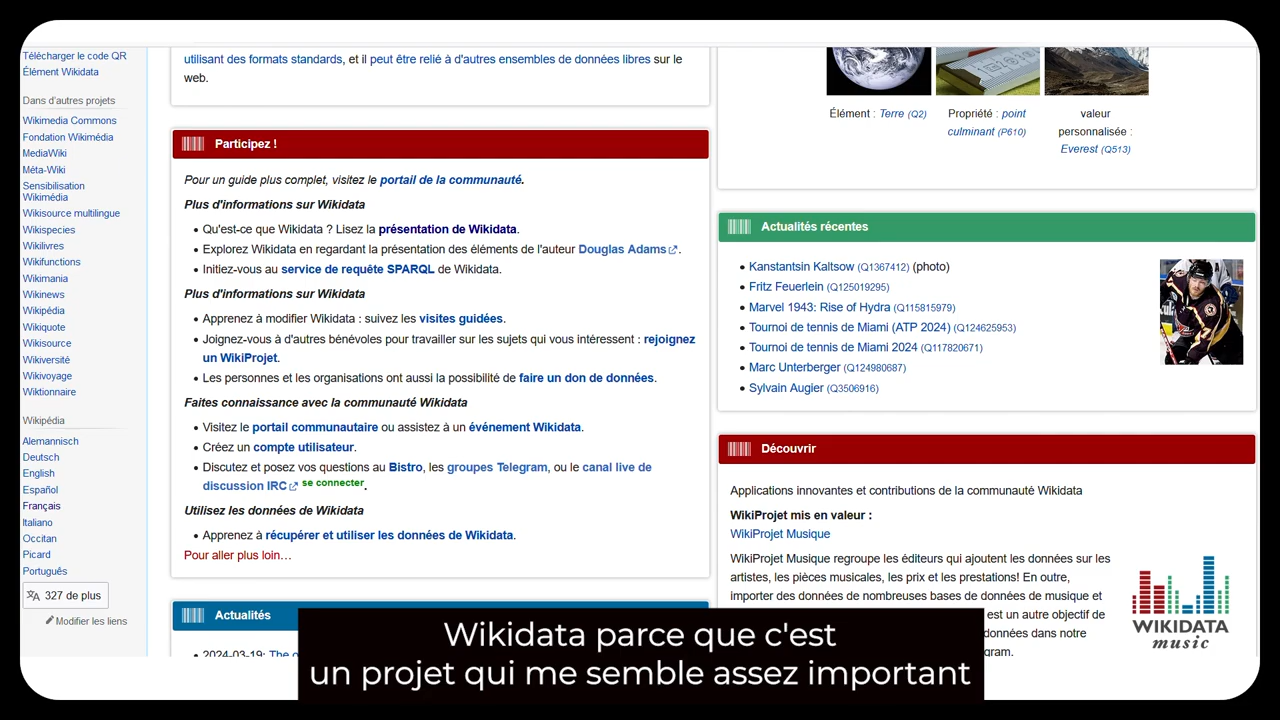 Télécharger le code QR
Élément Wikidata
Dans d'autres projets
Wikimedia Commons
Fondation Wikimédia
MediaWiki
Méta-Wiki
Sensibilisation
Wikimédia
Wikisource multilingue
Wikispecies
Wikilivres
Wikifunctions
Wikimania
Wikinews
Wikipédia
Wikiquote
Wikisource
Wikiversité
Wikivoyage
Wiktionnaire
Wikipédia
Alemannisch
Deutsch
English
Español
Français
Italiano
Occitan
Picard
Português
327 de plus
Modifier les liens
utilisant des formats standards, et il peut être relié à d'autres ensembles de données libres sur le
web.
Participez !
Pour un guide plus complet, visitez le portail de la communauté.
Plus d'informations sur Wikidata
• Qu'est-ce que Wikidata ? Lisez la présentation de Wikidata.
• Explorez Wikidata en regardant la présentation des éléments de l'auteur Douglas Adams.
• Initiez-vous au service de requête SPARQL de Wikidata.
Plus d'informations sur Wikidata
• Apprenez à modifier Wikidata : suivez les visites guidées.
• Joignez-vous à d'autres bénévoles pour travailler sur les sujets qui vous intéressent : rejoignez
un WikiProjet.
• Les personnes et les organisations ont aussi la possibilité de faire un don de données.
Faites connaissance avec la communauté Wikidata
• Visitez le portail communautaire ou assistez à un événement Wikidata.
• Créez un compte utilisateur.
• Discutez et posez vos questions au Bistro, les groupes Telegram, ou le canal live de
discussion IRC se connecter.
Utilisez les données de Wikidata
• Apprenez à récupérer et utiliser les données de Wikidata.
Pour aller plus loin…
Actualités
• 2024-03-19: The
Élément : Terre (Q2)
Propriété : point
culminant (P610)
valeur
personnalisée :
Everest (Q513)
Actualités récentes
• Kanstantsin Kaltsow (Q1367412) (photo)
• Fritz Feuerlein (Q125019295)
• Marvel 1943: Rise of Hydra (Q115815979)
• Tournoi de tennis de Miami (ATP 2024) (Q124625953)
• Tournoi de tennis de Miami 2024 (Q117820671)
• Marc Unterberger (Q124980687)
• Sylvain Augier (Q3506916)
Découvrir
Applications innovantes et contributions de la communauté Wikidata
WikiProjet mis en valeur :
WikiProjet Musique
WikiProjet Musique regroupe les éditeurs qui ajoutent les données sur les
artistes, les pièces musicales, les prix et les prestations! En outre,
importer des données de nombreuses bases de données de musique et
est un autre objectif de
données dans notre
gram.
WIKIDATA
music
Wikidata parce que c'est
un projet qui me semble assez important